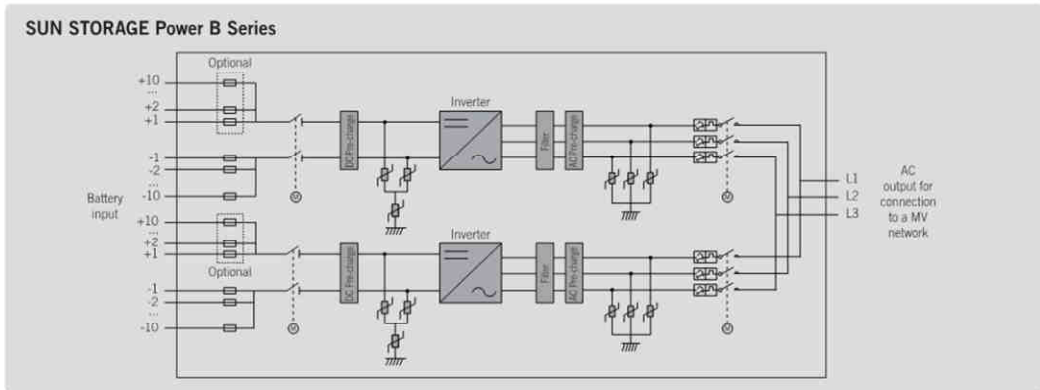 SUN STORAGE Power B Series
Optional
+10
...
+2
+1
-1
-2
...
-10
Battery
input
DC Pre-charge
Inverter
Filter
AC Pre-charge
M
M
L1
L2
L3
AC
output for
connection
to a MV
network
+10
...
+2
+1
Optional
-1
-2
...
-10
DC Pre-charge
Inverter
Filter
AC Pre-charge
M
M